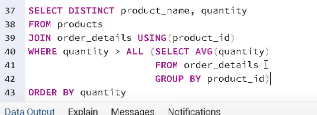 37 SELECT DISTINCT product_name, quantity
38 FROM products
39 JOIN order_details USING(product_id)
40 WHERE quantity > ALL (SELECT AVG(quantity)
41 FROM order_details
42 GROUP BY product_id)
43 ORDER BY quantity
Data Output Explain Messages Notifications